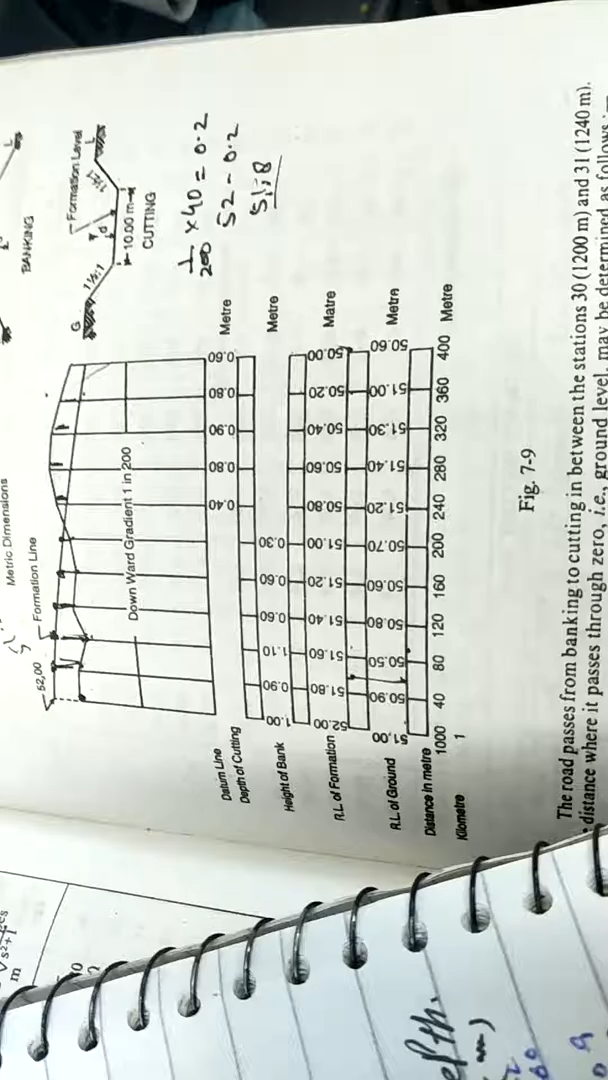 Metric Dimensions
BANKING
52,00
Formation Line
Formation Level
G
1½:1
1½:1
d
10.00 m
CUTTING
Down Ward Gradient 1 in 200
1/200 × 40 = 0.2
52 - 0.2
51.8
Datum Line
Depth of Cutting 0.40 0.80 0.90 0.80 0.60 Metre
Height of Bank 1.00 0.90 1.10 0.60 0.60 0.30 Metre
R.L. of Formation 52.00 51.80 51.60 51.40 51.20 51.00 50.80 50.60 50.40 50.20 50.00 Matre
R.L. of Ground 51,00 50.90 50.50 50.80 50.60 50.70 51.20 51.40 51.30 51.00 50.60 Metre
Distance in metre 1000 40 80 120 160 200 240 280 320 360 400 Metre
Kilometre 1
Fig. 7-9
The road passes from banking to cutting in between the stations 30 (1200 m) and 31 (1240 m).
distance where it passes through zero, i.e., ground level, may be determined as follows :—